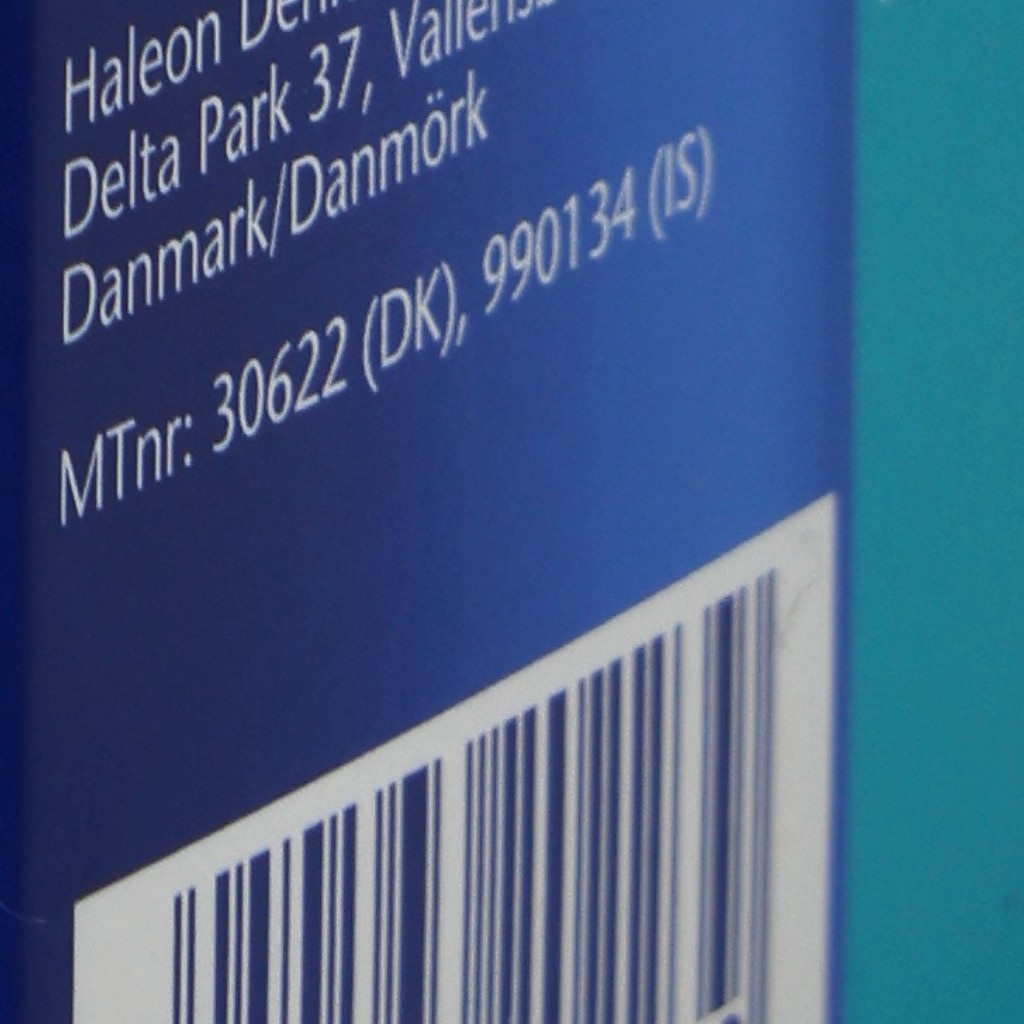 Haleon
Delta Park 37,
Danmark/Danmörk
MTnr: 30622 (DK), 990134 (IS)